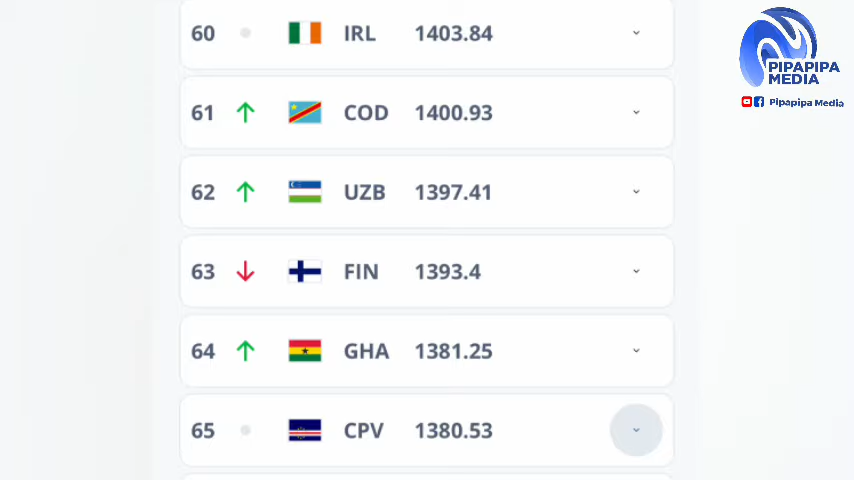 60 IRL 1403.84
61 COD 1400.93
62 UZB 1397.41
63 FIN 1393.4
64 GHA 1381.25
65 CPV 1380.53
PIPAPIPA
MEDIA
Pipapipa Media